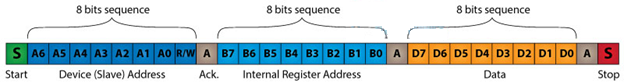 8 bits sequence 8 bits sequence 8 bits sequence
S A6 A5 A4 A3 A2 A1 A0 R/W A B7 B6 B5 B4 B3 B2 B1 B0 A D7 D6 D5 D4 D3 D2 D1 D0 A S
Start Device (Slave) Address Ack. Internal Register Address Data Stop